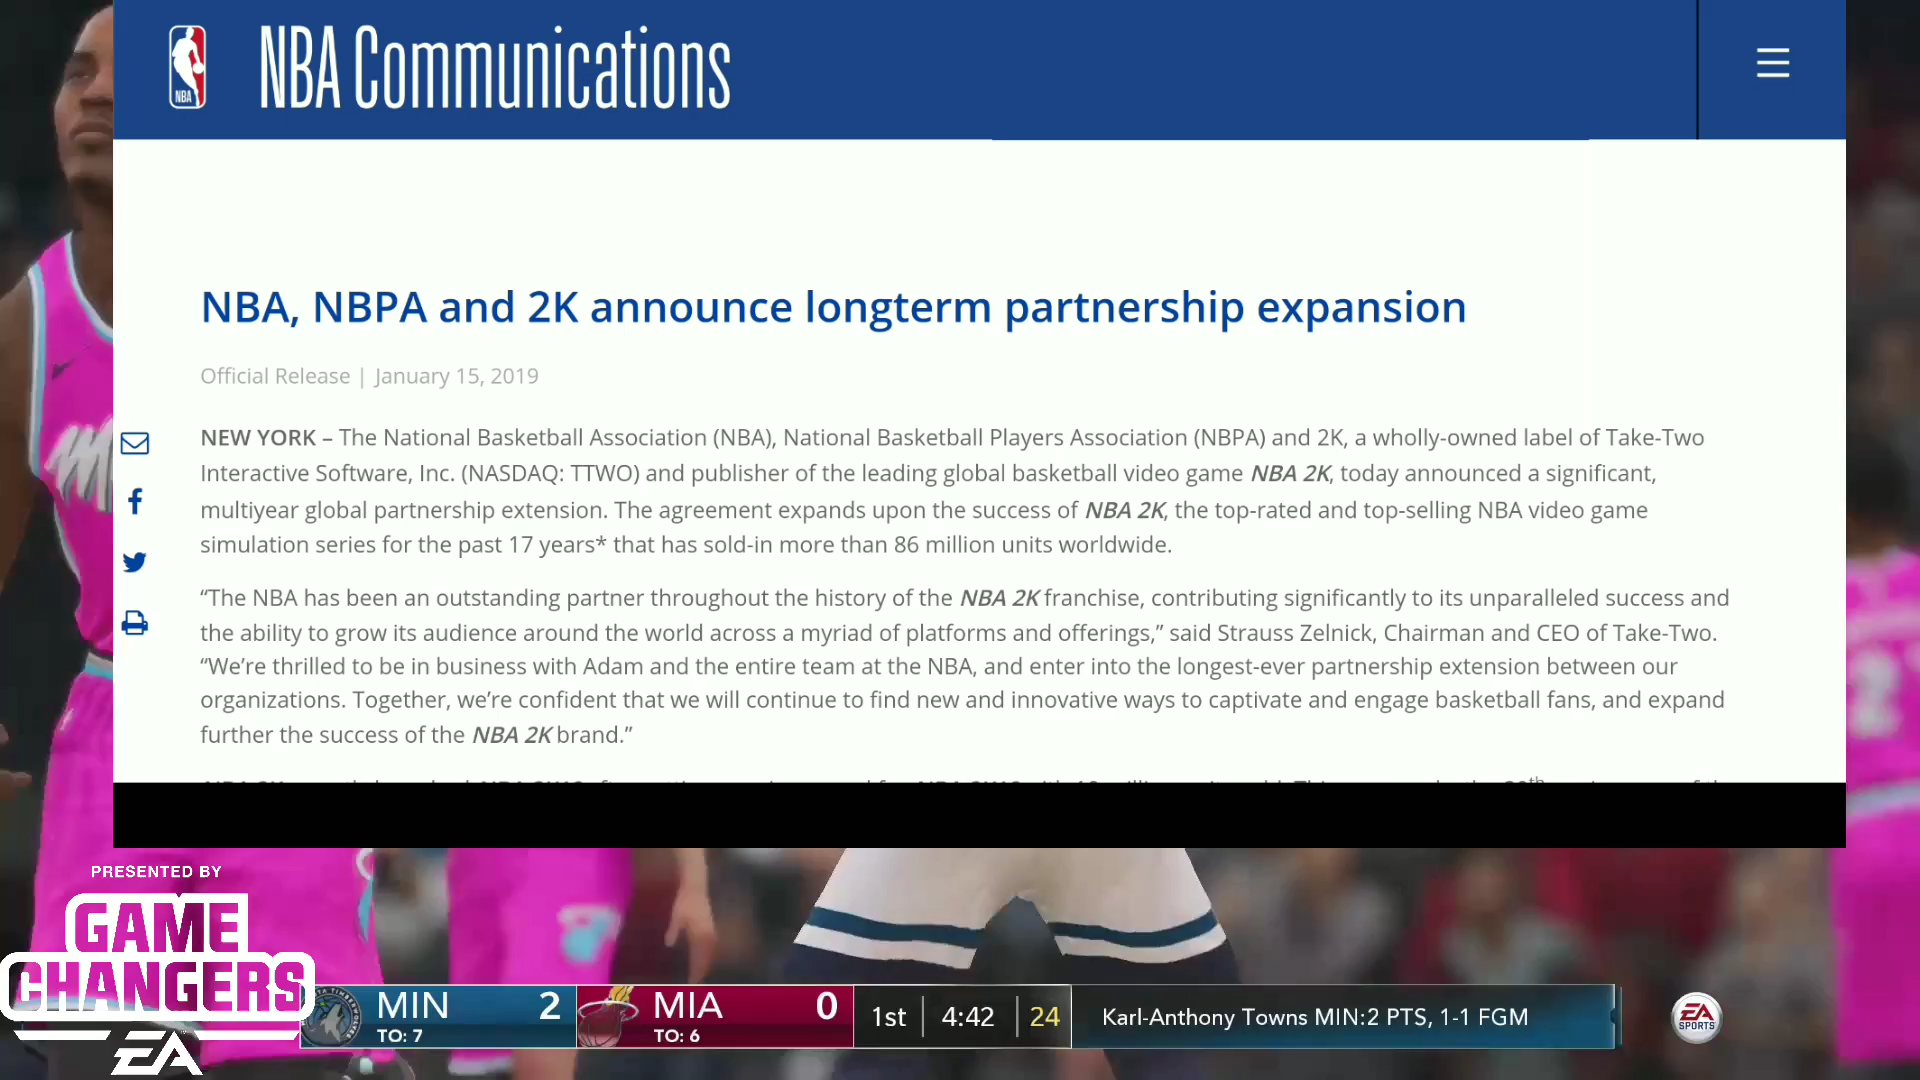 NBA
NBA Communications
NBA, NBPA and 2K announce longterm partnership expansion
Official Release | January 15, 2019
NEW YORK – The National Basketball Association (NBA), National Basketball Players Association (NBPA) and 2K, a wholly-owned label of Take-Two
Interactive Software, Inc. (NASDAQ: TTWO) and publisher of the leading global basketball video game NBA 2K, today announced a significant,
multiyear global partnership extension. The agreement expands upon the success of NBA 2K, the top-rated and top-selling NBA video game
simulation series for the past 17 years* that has sold-in more than 86 million units worldwide.
“The NBA has been an outstanding partner throughout the history of the NBA 2K franchise, contributing significantly to its unparalleled success and
the ability to grow its audience around the world across a myriad of platforms and offerings,” said Strauss Zelnick, Chairman and CEO of Take-Two.
“We’re thrilled to be in business with Adam and the entire team at the NBA, and enter into the longest-ever partnership extension between our
organizations. Together, we’re confident that we will continue to find new and innovative ways to captivate and engage basketball fans, and expand
further the success of the NBA 2K brand.”
PRESENTED BY
GAME
CHANGERS
EA
MIN 2 MIA 0 1st 4:42 24 Karl-Anthony Towns MIN:2 PTS, 1-1 FGM
TO: 7 TO: 6
EA
SPORTS